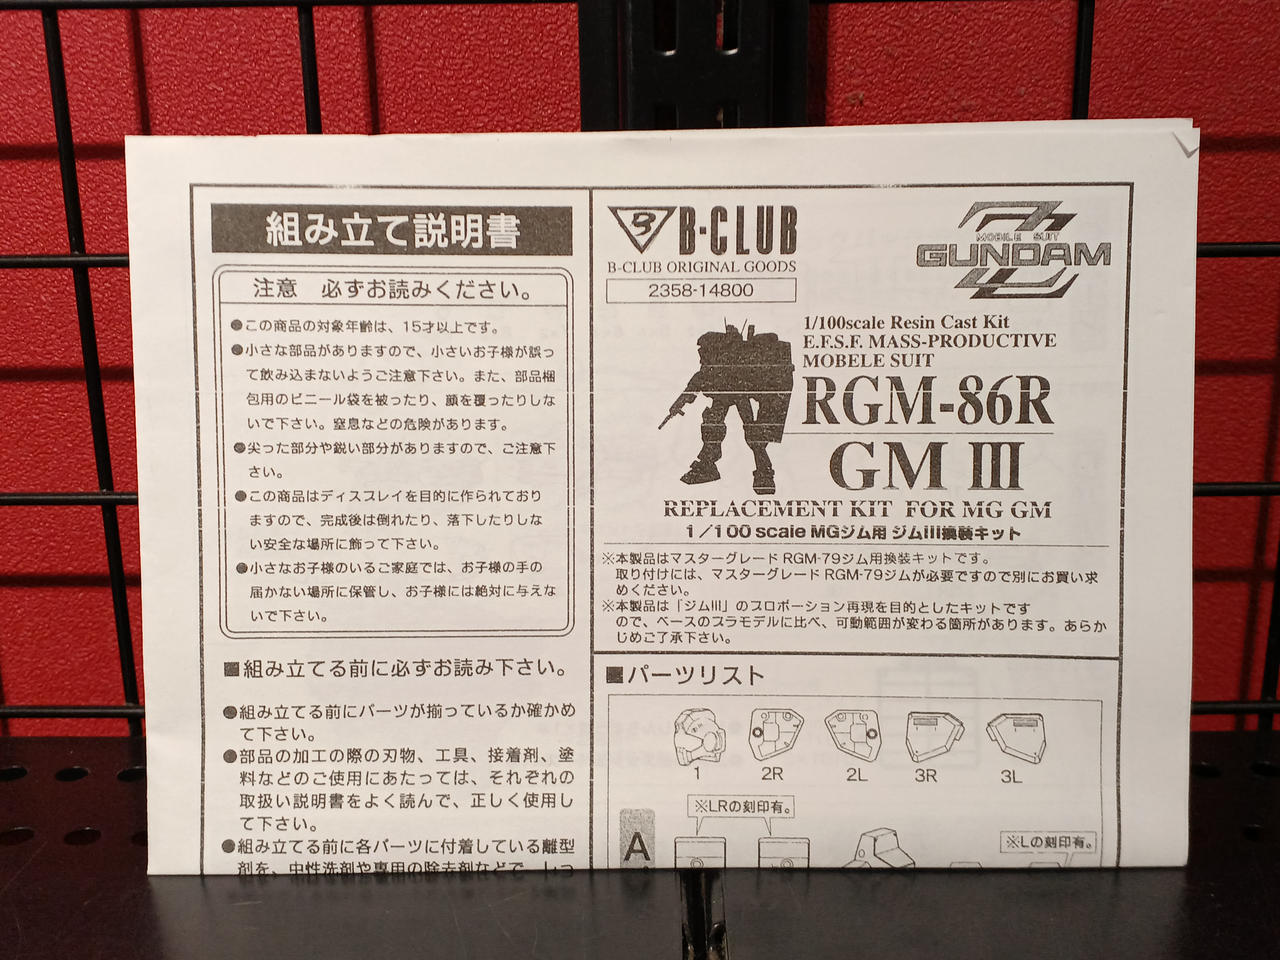 組み立て説明書
注意　必ずお読みください。
●この商品の対象年齢は、15才以上です。
●小さな部品がありますので、小さいお子様が誤っ
て飲み込まないようご注意下さい。また、部品梱
包用のビニール袋を被ったり、顔を覆ったりしな
いで下さい。窒息などの危険があります。
●尖った部分や鋭い部分がありますので、ご注意下
さい。
●この商品はディスプレイを目的に作られており
ますので、完成後は倒れたり、落下したりしな
い安全な場所に飾って下さい。
●小さなお子様のいるご家庭では、お子様の手の
届かない場所に保管し、お子様には絶対に与えな
いで下さい。
■組み立てる前に必ずお読み下さい。
●組み立てる前にパーツが揃っているか確かめ
て下さい。
●部品の加工の際の刃物、工具、接着剤、塗
料などのご使用にあたっては、それぞれの
取扱い説明書をよく読んで、正しく使用し
て下さい。
●組み立てる前に各パーツに付着している離型
剤を、中性洗剤や専用の除去剤などで、しっ
B B-CLUB
B-CLUB ORIGINAL GOODS
2358-14800
MOBILE SUIT
GUNDAM
1/100scale Resin Cast Kit
E.F.S.F. MASS-PRODUCTIVE
MOBELE SUIT
RGM-86R
GM III
REPLACEMENT KIT FOR MG GM
1/100 scale MGジム用 ジムIII換装キット
※本製品はマスターグレード RGM-79ジム用換装キットです。
取り付けには、マスターグレード RGM-79ジムが必要ですので別にお買い求
めください。
※本製品は「ジムIII」のプロポーション再現を目的としたキットです
ので、ベースのプラモデルに比べ、可動範囲が変わる箇所があります。あらか
じめご了承下さい。
■パーツリスト
1 2R 2L 3R 3L
※LRの刻印有。
A
※Lの刻印有。